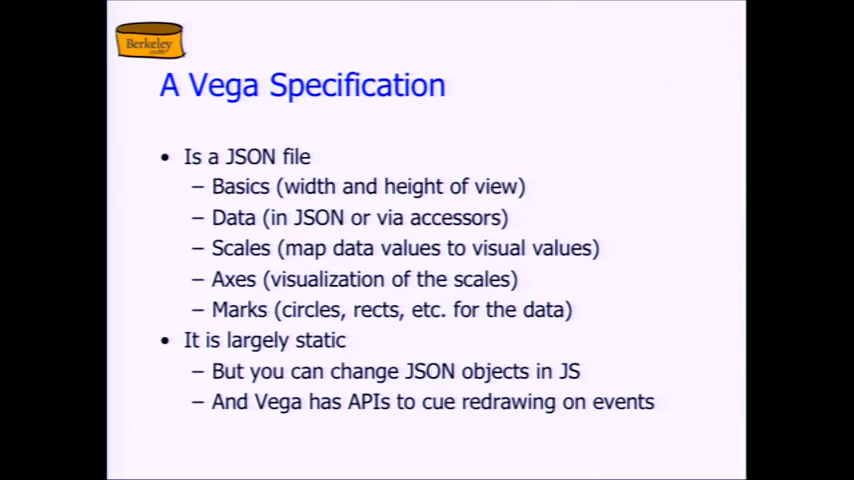 Berkeley
A Vega Specification
• Is a JSON file
– Basics (width and height of view)
– Data (in JSON or via accessors)
– Scales (map data values to visual values)
– Axes (visualization of the scales)
– Marks (circles, rects, etc. for the data)
• It is largely static
– But you can change JSON objects in JS
– And Vega has APIs to cue redrawing on events